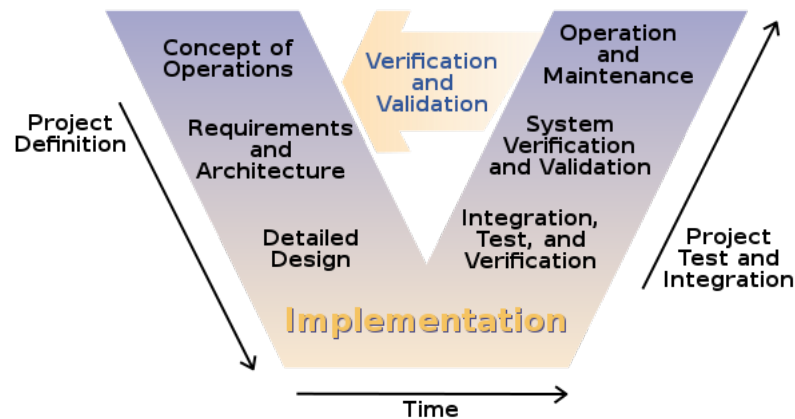 Concept of
Operations
Verification
and
Validation
Operation
and
Maintenance
Project
Definition
Requirements
and
Architecture
System
Verification
and Validation
Detailed
Design
Integration,
Test, and
Verification
Project
Test and
Integration
Implementation
Time